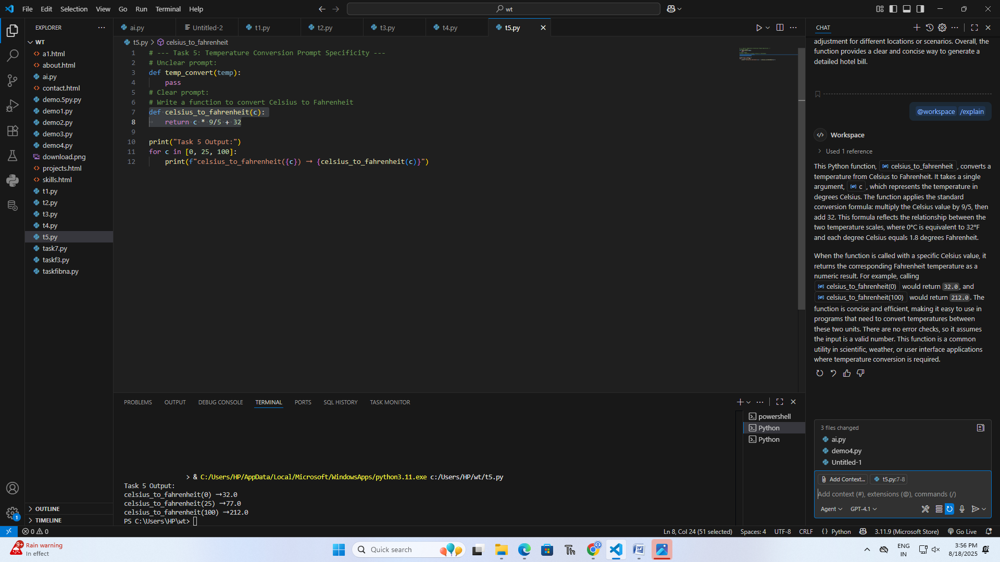 File Edit Selection View Go Run Terminal Help
wt
EXPLORER
WT
a1.html
about.html
ai.py
contact.html
demo.5py.py
demo1.py
demo2.py
demo3.py
demo4.py
download.png
projects.html
skills.html
t1.py
t2.py
t3.py
t4.py
t5.py
task7.py
taskf3.py
taskfibna.py
OUTLINE
TIMELINE
ai.py Untitled-2 t1.py t2.py t3.py t4.py t5.py
t5.py > celsius_to_fahrenheit
1 # --- Task 5: Temperature Conversion Prompt Specificity ---
2 # Unclear prompt:
3 def temp_convert(temp):
4 pass
5 # Clear prompt:
6 # Write a function to convert Celsius to Fahrenheit
7 def celsius_to_fahrenheit(c):
8 return c * 9/5 + 32
9
10 print("Task 5 Output:")
11 for c in [0, 25, 100]:
12 print(f"celsius_to_fahrenheit({c}) → {celsius_to_fahrenheit(c)}")
PROBLEMS OUTPUT DEBUG CONSOLE TERMINAL PORTS SQL HISTORY TASK MONITOR
powershell
Python
Python
> & C:/Users/HP/AppData/Local/Microsoft/WindowsApps/python3.11.exe c:/Users/HP/wt/t5.py
Task 5 Output:
celsius_to_fahrenheit(0) →32.0
celsius_to_fahrenheit(25) →77.0
celsius_to_fahrenheit(100) →212.0
PS C:\Users\HP\wt>
CHAT
adjustment for different locations or scenarios. Overall, the
function provides a clear and concise way to generate a
detailed hotel bill.
@workspace /explain
Workspace
Used 1 reference
This Python function, celsius_to_fahrenheit , converts a
temperature from Celsius to Fahrenheit. It takes a single
argument, c , which represents the temperature in
degrees Celsius. The function applies the standard
conversion formula: multiply the Celsius value by 9/5, then
add 32. This formula reflects the relationship between the
two temperature scales, where 0°C is equivalent to 32°F
and each degree Celsius equals 1.8 degrees Fahrenheit.
When the function is called with a specific Celsius value, it
returns the corresponding Fahrenheit temperature as a
numeric result. For example, calling
celsius_to_fahrenheit(0) would return 32.0, and
celsius_to_fahrenheit(100) would return 212.0. The
function is concise and efficient, making it easy to use in
programs that need to convert temperatures between
these two units. There are no error checks, so it assumes
the input is a valid number. This function is a common
utility in scientific, weather, or user interface applications
where temperature conversion is required.
3 files changed
ai.py
demo4.py
Untitled-1
Add Context... t5.py:7-8
Add context (#), extensions (@), commands (/)
Agent GPT-4.1
1
0 0 Ln 8, Col 24 (51 selected) Spaces: 4 UTF-8 CRLF {} Python 3.11.9 (Microsoft Store) Go Live
9+ Rain warning
In effect
Quick search
ENG
IN
3:56 PM
8/18/2025